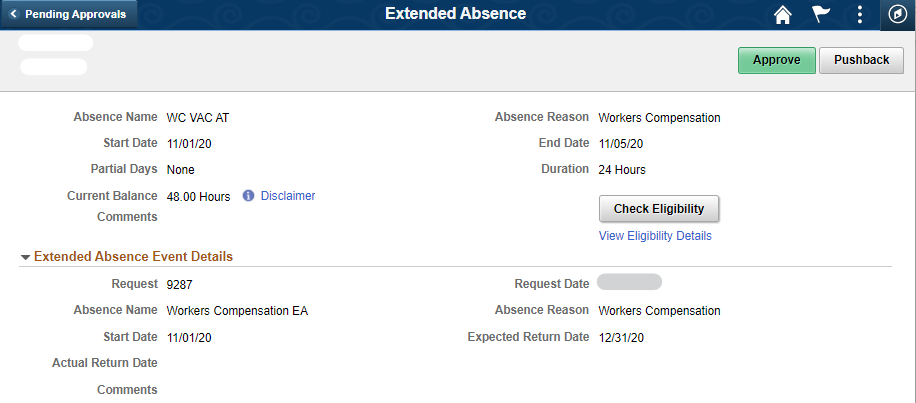 Pending Approvals Extended Absence
Approve Pushback
Absence Name WC VAC AT Absence Reason Workers Compensation
Start Date 11/01/20 End Date 11/05/20
Partial Days None Duration 24 Hours
Current Balance 48.00 Hours Disclaimer
Comments Check Eligibility
View Eligibility Details
Extended Absence Event Details
Request 9287 Request Date
Absence Name Workers Compensation EA Absence Reason Workers Compensation
Start Date 11/01/20 Expected Return Date 12/31/20
Actual Return Date
Comments